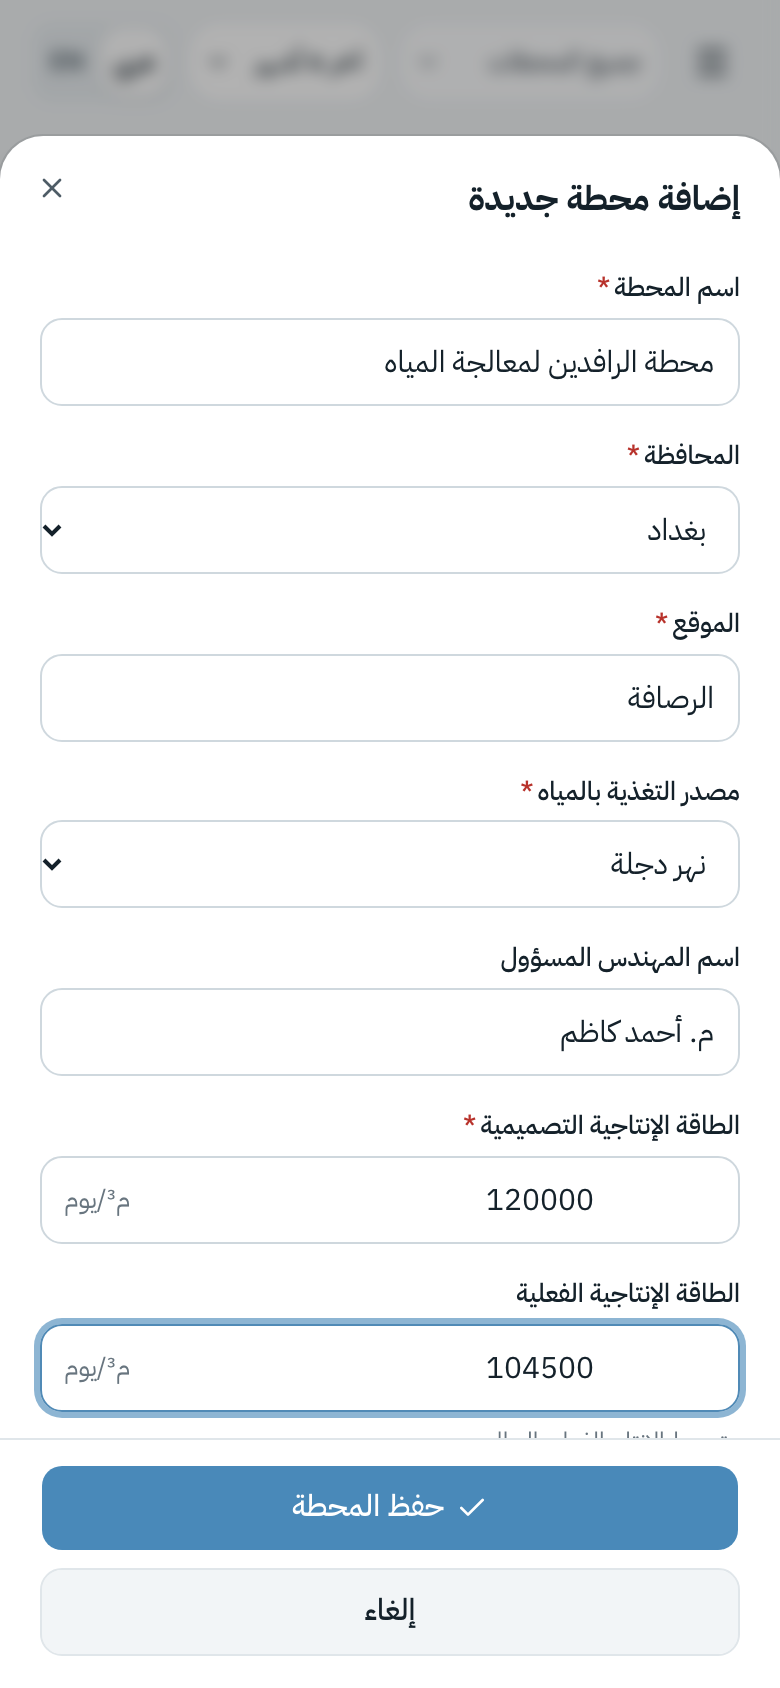 إضافة محطة جديدة
اسم المحطة *
محطة الرافدين لمعالجة المياه
المحافظة *
بغداد
الموقع *
الرصافة
مصدر التغذية بالمياه *
نهر دجلة
اسم المهندس المسؤول
م. أحمد كاظم
الطاقة الإنتاجية التصميمية *
120000 م³/يوم
الطاقة الإنتاجية الفعلية
104500 م³/يوم
حفظ المحطة
إلغاء